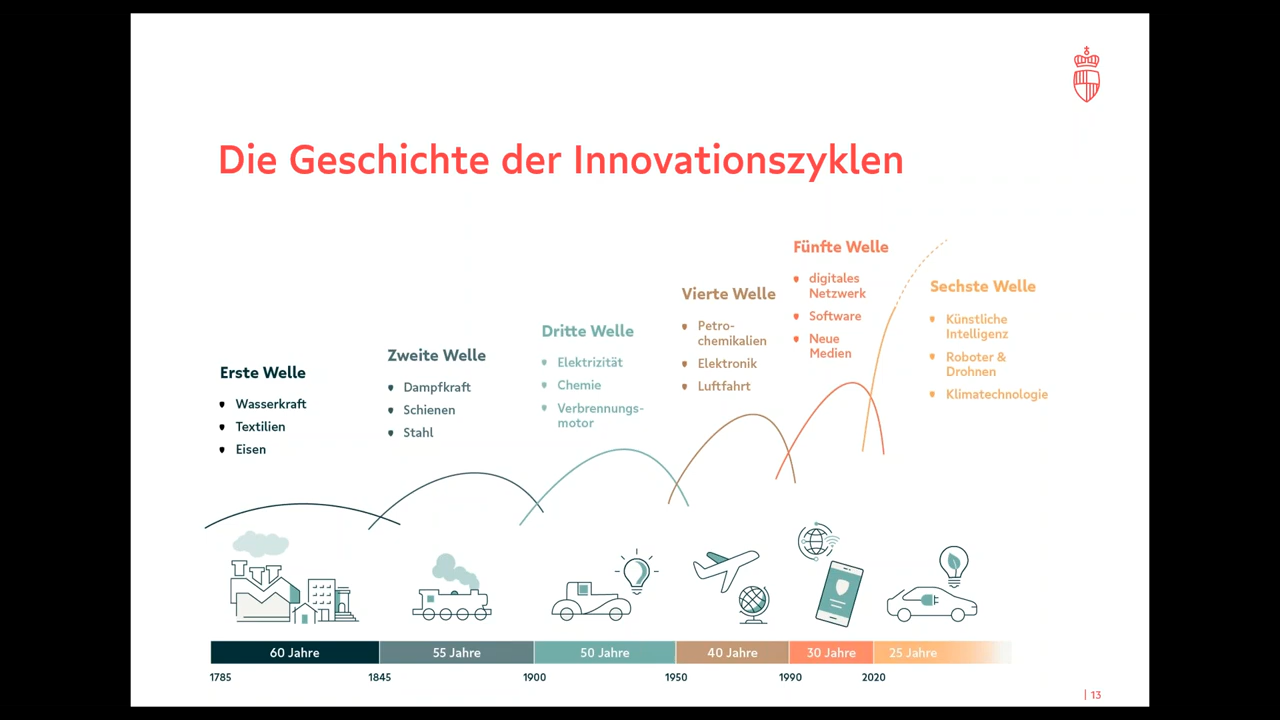 Die Geschichte der Innovationszyklen
Erste Welle
Wasserkraft
Textilien
Eisen
Zweite Welle
Dampfkraft
Schienen
Stahl
Dritte Welle
Elektrizität
Chemie
Verbrennungs-
motor
Vierte Welle
Petro-
chemikalien
Elektronik
Luftfahrt
Fünfte Welle
digitales
Netzwerk
Software
Neue
Medien
Sechste Welle
Künstliche
Intelligenz
Roboter &
Drohnen
Klimatechnologie
60 Jahre
55 Jahre
50 Jahre
40 Jahre
30 Jahre
25 Jahre
1785
1845
1900
1950
1990
2020
| 13